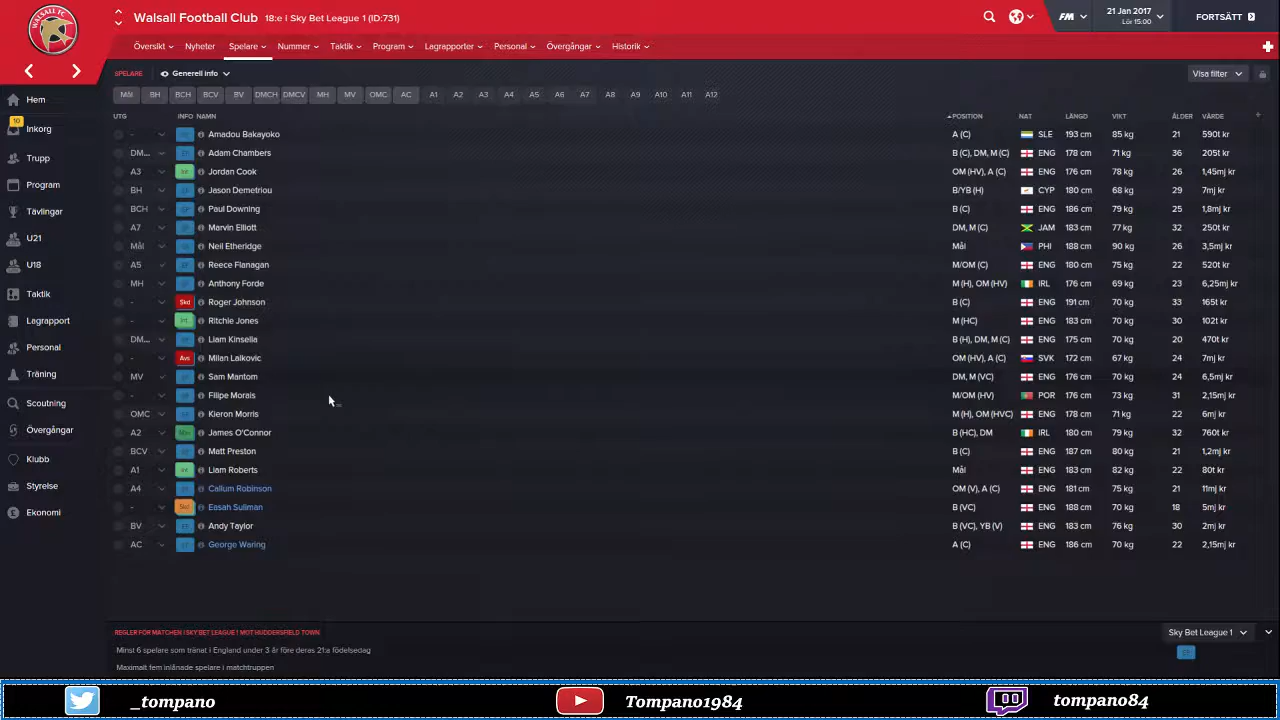 WALSALL FC
Walsall Football Club 18:e i Sky Bet League 1 (ID:731)
FM
21 Jan 2017
Lör 15:00
FORTSÄTT
Översikt Nyheter Spelare Nummer Taktik Program Lagrapporter Personal Övergångar Historik
SPELARE Generell info Visa filter
Mål BH BCH BCV BV DMCH DMCV MH MV OMC AC A1 A2 A3 A4 A5 A6 A7 A8 A9 A10 A11 A12
UTG INFO NAMN POSITION NAT LÄNGD VIKT ÅLDER VÄRDE
- Amadou Bakayoko A (C) SLE 193 cm 85 kg 21 590t kr
DM... Adam Chambers B (C), DM, M (C) ENG 178 cm 71 kg 36 205t kr
A3 Int Jordan Cook OM (HV), A (C) ENG 176 cm 78 kg 26 1,45mj kr
BH Jason Demetriou B/YB (H) CYP 180 cm 68 kg 29 7mj kr
BCH Paul Downing B (C) ENG 186 cm 79 kg 25 1,8mj kr
A7 Marvin Elliott DM, M (C) JAM 183 cm 77 kg 32 250t kr
Mål Neil Etheridge Mål PHI 188 cm 90 kg 26 3,5mj kr
A5 Reece Flanagan M/OM (C) ENG 180 cm 75 kg 22 520t kr
MH Anthony Forde M (H), OM (HV) IRL 176 cm 69 kg 23 6,25mj kr
- Skd Roger Johnson B (C) ENG 191 cm 70 kg 33 165t kr
- Int Ritchie Jones M (HC) ENG 183 cm 70 kg 30 102t kr
DM... Liam Kinsella B (H), DM, M (C) ENG 175 cm 70 kg 20 470t kr
- Avs Milan Lalkovic OM (HV), A (C) SVK 172 cm 67 kg 24 7mj kr
MV Sam Mantom DM, M (VC) ENG 176 cm 70 kg 24 6,5mj kr
- Filipe Morais M/OM (HV) POR 176 cm 73 kg 31 2,15mj kr
OMC Kieron Morris M (H), OM (HVC) ENG 178 cm 71 kg 22 6mj kr
A2 James O'Connor B (HC), DM IRL 180 cm 79 kg 32 760t kr
BCV Matt Preston B (C) ENG 187 cm 80 kg 21 1,2mj kr
A1 Int Liam Roberts Mål ENG 183 cm 82 kg 22 80t kr
A4 Callum Robinson OM (V), A (C) ENG 181 cm 75 kg 21 11mj kr
- Skd Easah Suliman B (VC) ENG 188 cm 70 kg 18 5mj kr
BV Andy Taylor B (VC), YB (V) ENG 183 cm 76 kg 30 2mj kr
AC George Waring A (C) ENG 186 cm 70 kg 22 2,15mj kr
Hem
10
Inkorg
Trupp
Program
Tävlingar
U21
U18
Taktik
Lagrapport
Personal
Träning
Scoutning
Övergångar
Klubb
Styrelse
Ekonomi
REGLER FÖR MATCHEN I SKY BET LEAGUE 1 MOT HUDDERSFIELD TOWN Sky Bet League 1
Minst 6 spelare som tränat i England under 3 år före deras 21:a födelsedag
Maximalt fem inlånade spelare i matchtruppen
_tompano Tompano1984 tompano84